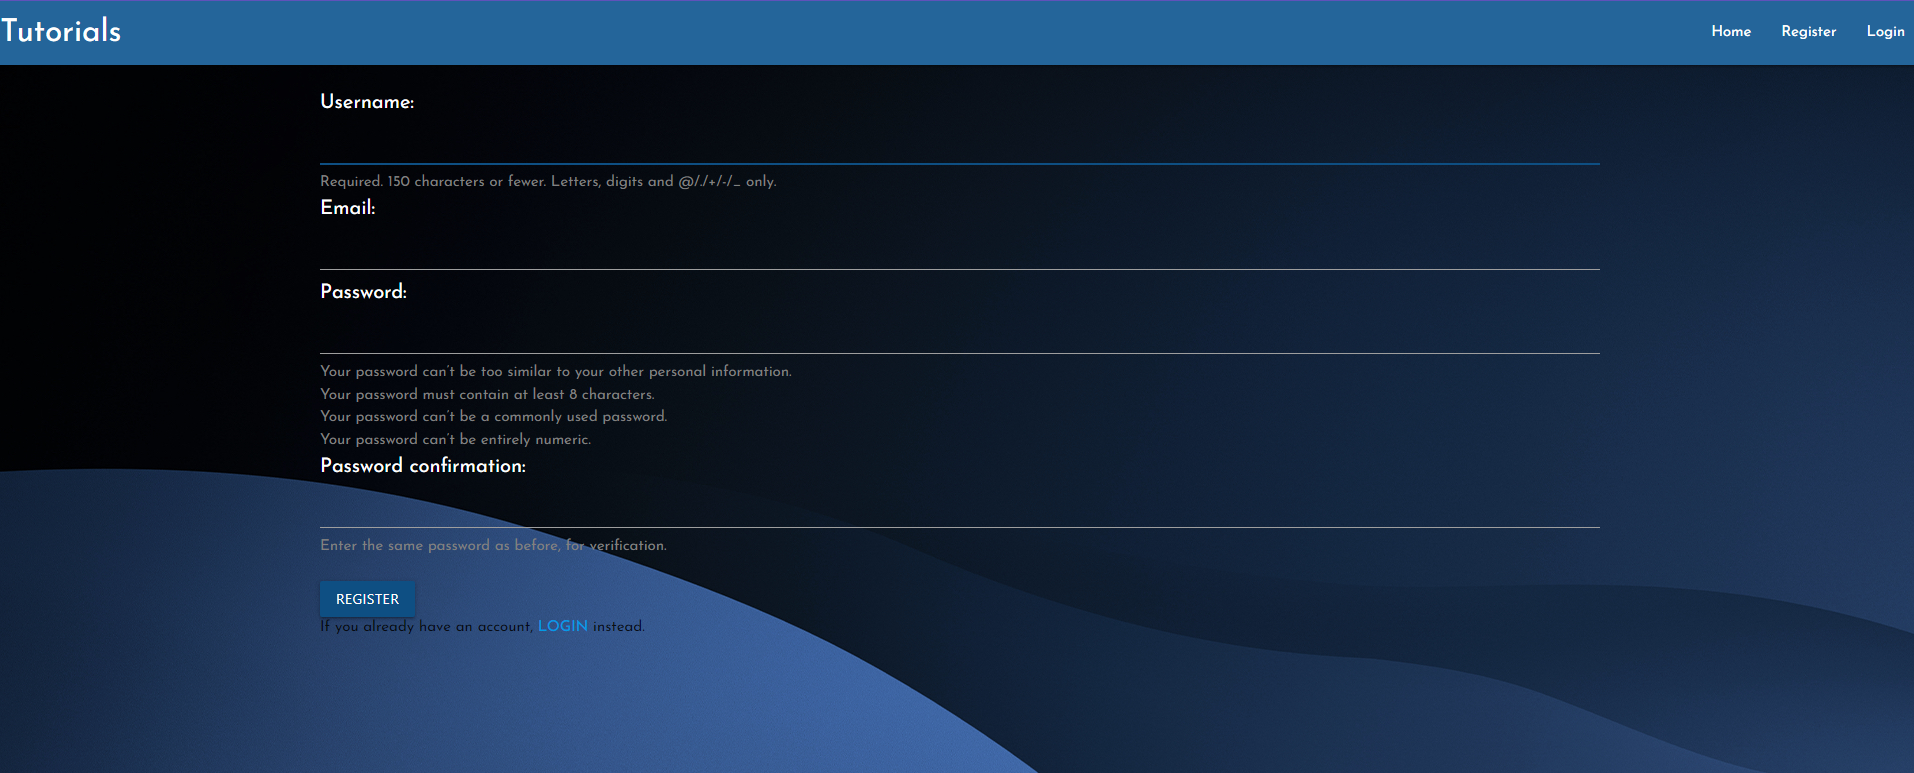 Tutorials
Home Register Login
Username:
Required. 150 characters or fewer. Letters, digits and @/./+/-/_ only.
Email:
Password:
Your password can't be too similar to your other personal information.
Your password must contain at least 8 characters.
Your password can't be a commonly used password.
Your password can't be entirely numeric.
Password confirmation:
Enter the same password as before, for verification.
REGISTER
If you already have an account, LOGIN instead.